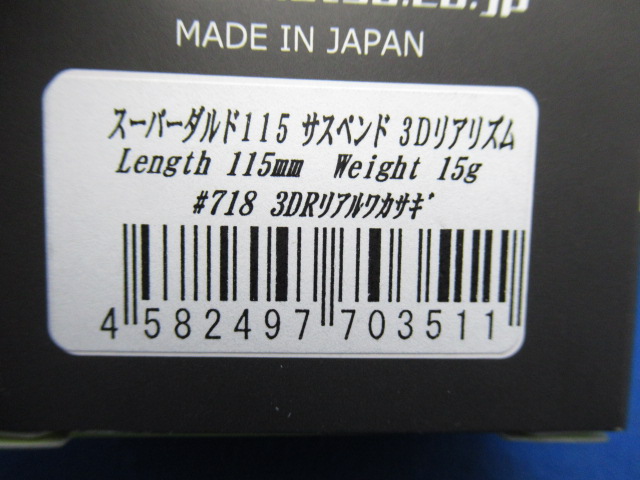 MADE IN JAPAN
スーパーダルド115 サスペンド 3Dリアリズム
Length 115mm Weight 15g
#718 3DRリアルワカサギ
4 582497 703511